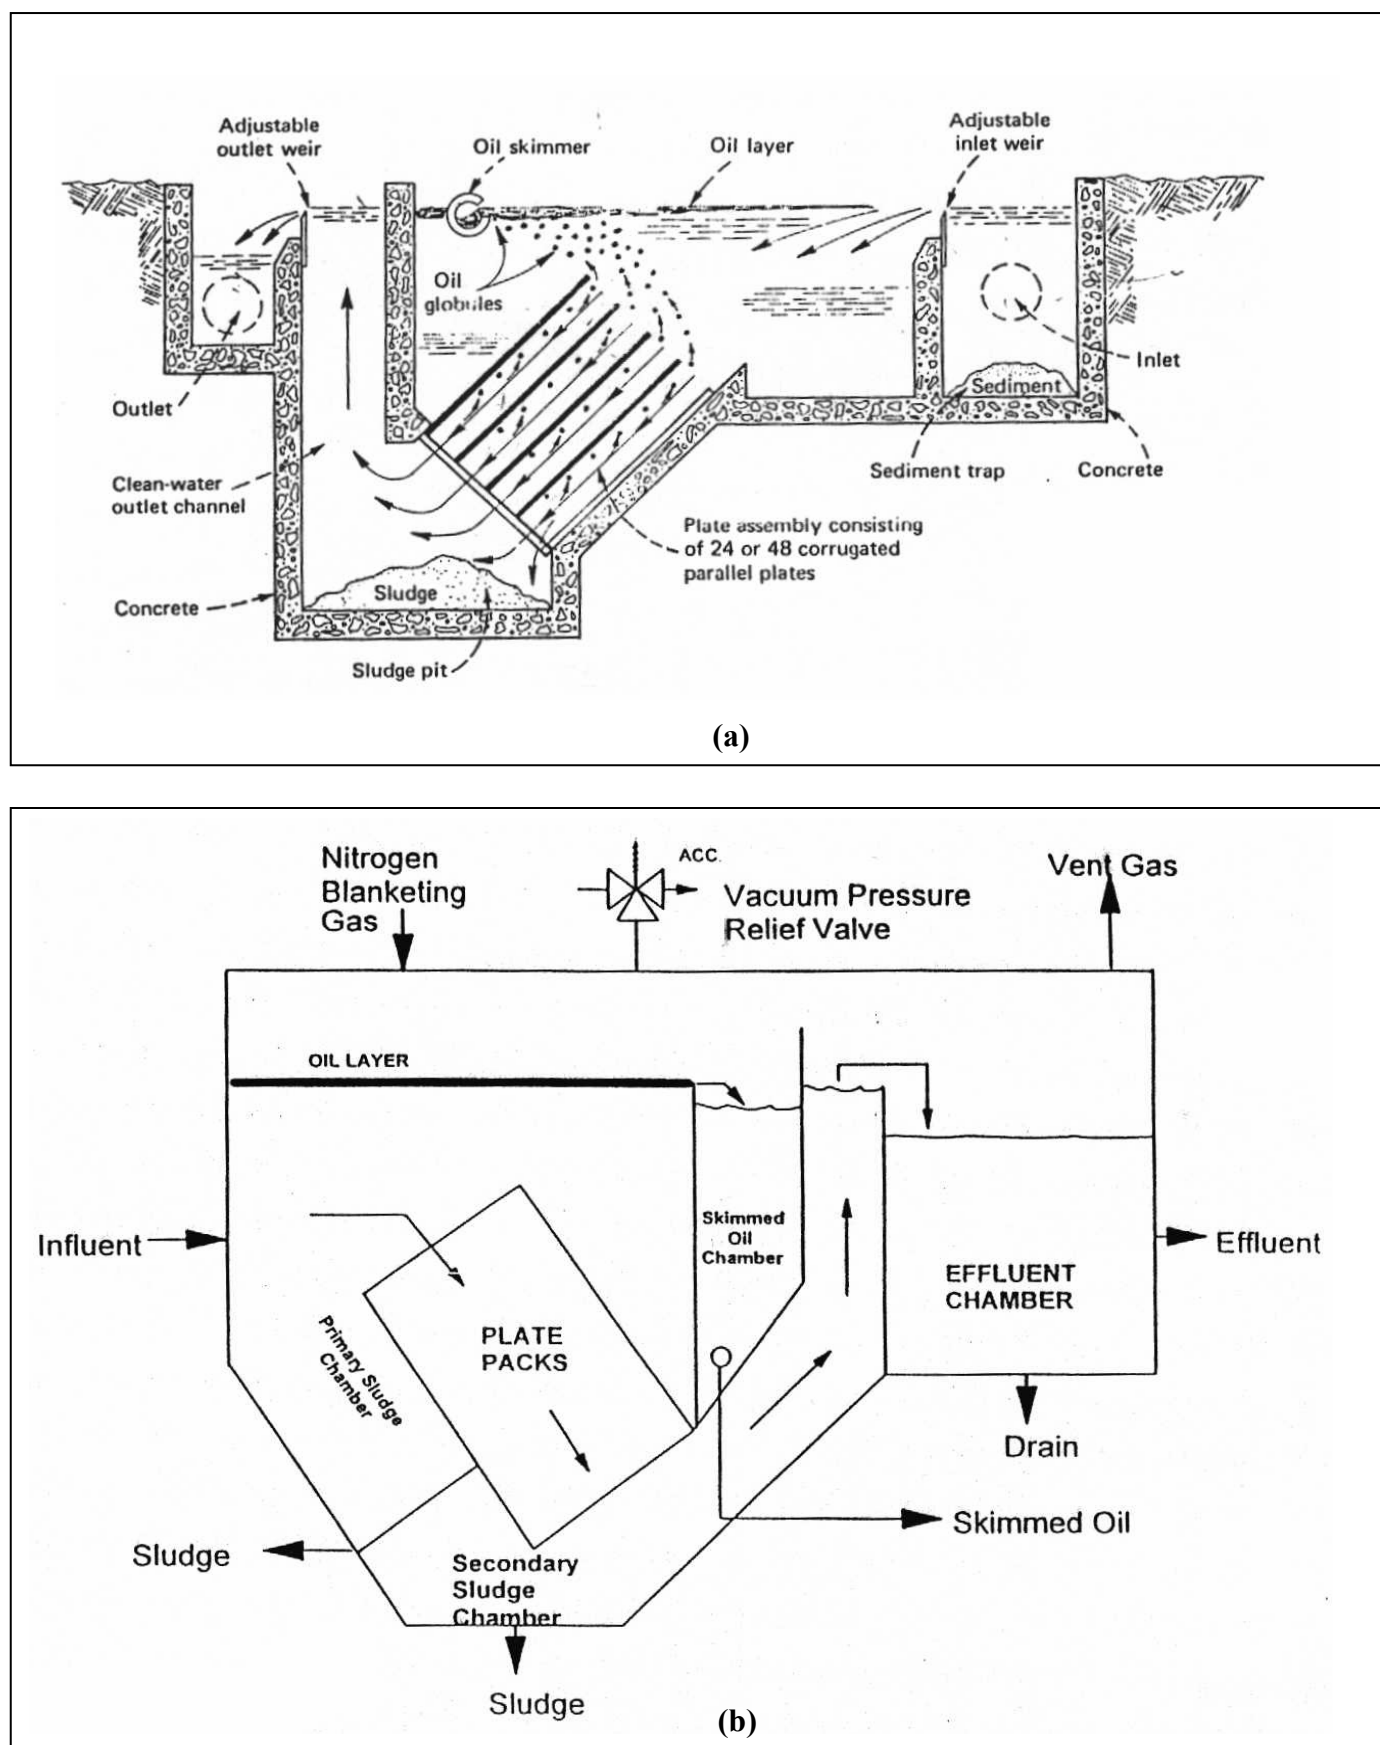 Adjustable
outlet weir
Oil skimmer
Oil layer
Adjustable
inlet weir
Oil
globules
Inlet
Sediment
Outlet
Clean-water
outlet channel
Sediment trap
Concrete
Plate assembly consisting
of 24 or 48 corrugated
parallel plates
Sludge
Concrete
Sludge pit
(a)
Nitrogen
Blanketing
Gas
ACC.
Vacuum Pressure
Relief Valve
Vent Gas
OIL LAYER
Influent
Skimmed
Oil
Chamber
Effluent
EFFLUENT
CHAMBER
PLATE
PACKS
Primary Sludge
Chamber
Drain
Skimmed Oil
Sludge
Secondary
Sludge
Chamber
Sludge
(b)